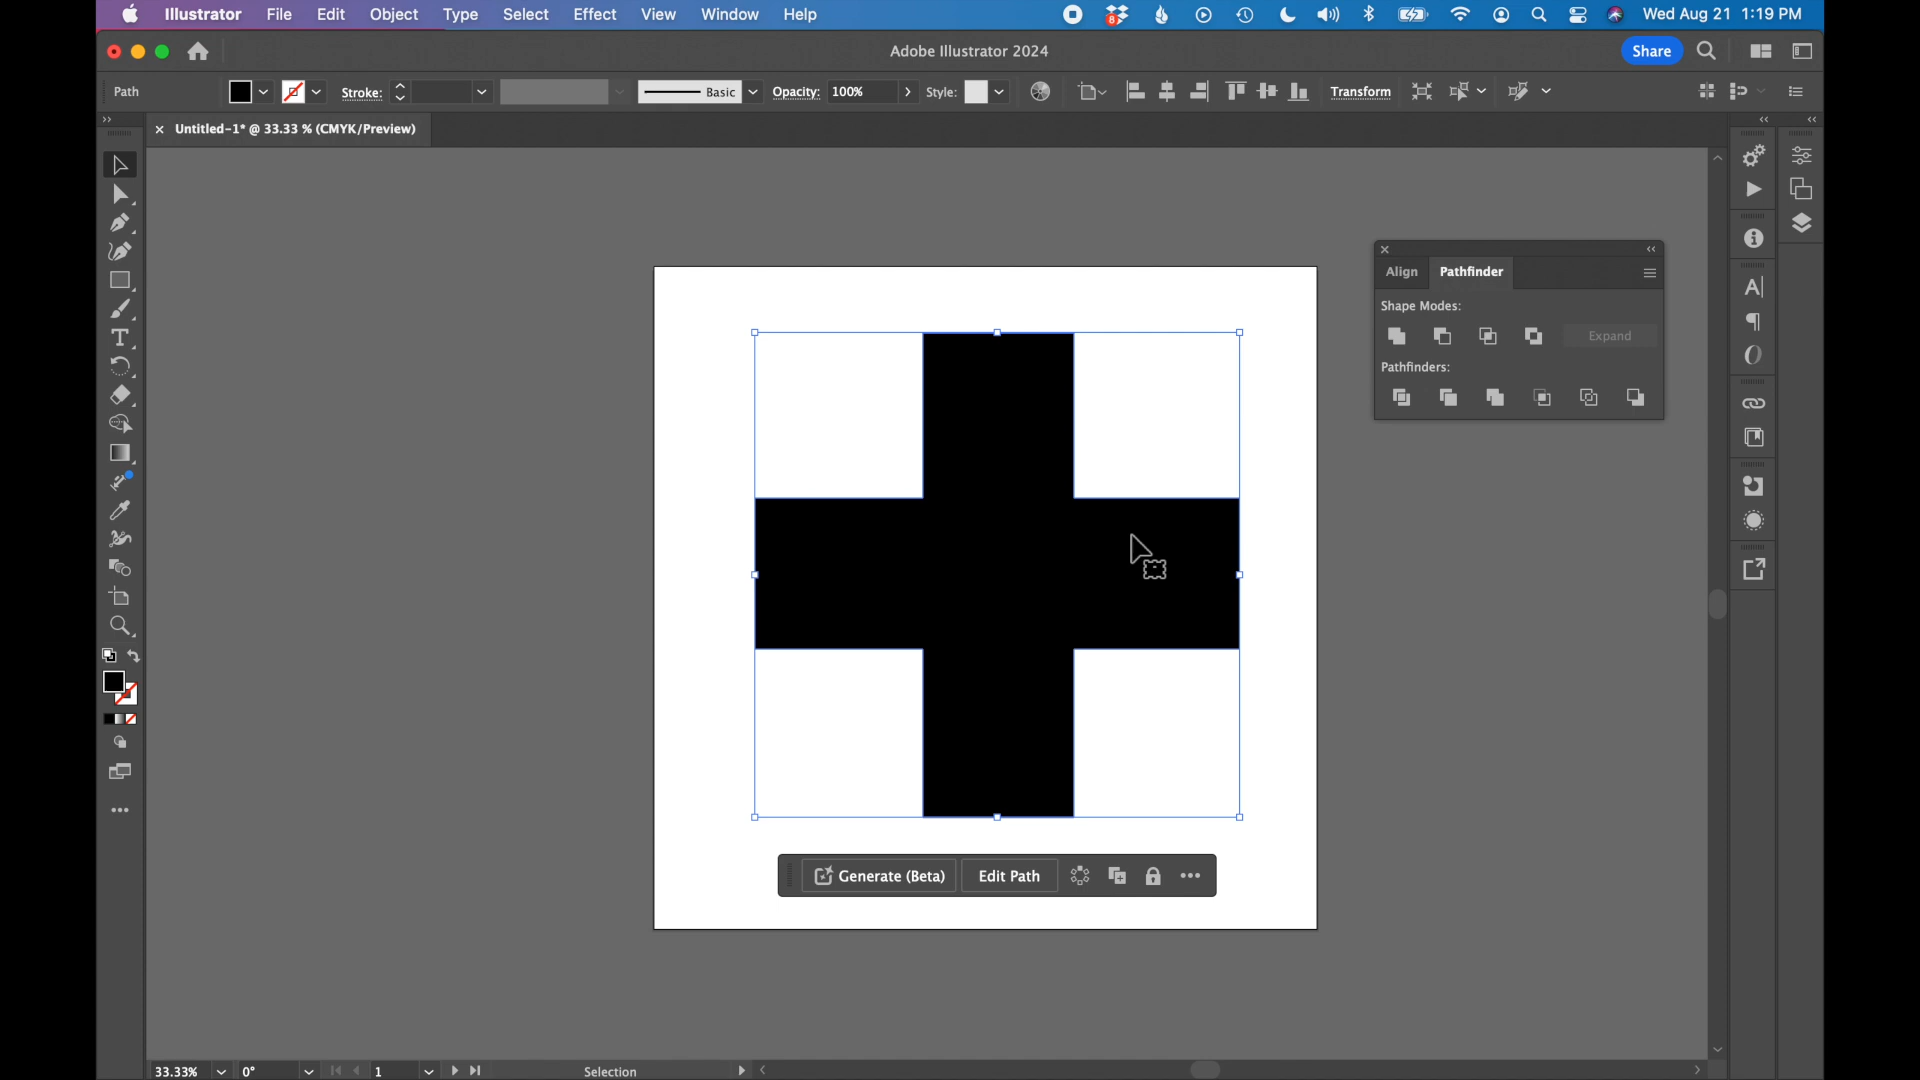 Illustrator File Edit Object Type Select Effect View Window Help 8 Wed Aug 21 1:19 PM
Adobe Illustrator 2024 Share
Path Stroke: Basic Opacity: 100% Style: Transform
Untitled-1* @ 33.33 % (CMYK/Preview)
Align Pathfinder
Shape Modes:
Expand
Pathfinders:
Generate (Beta) Edit Path
33.33% 0° 1 Selection